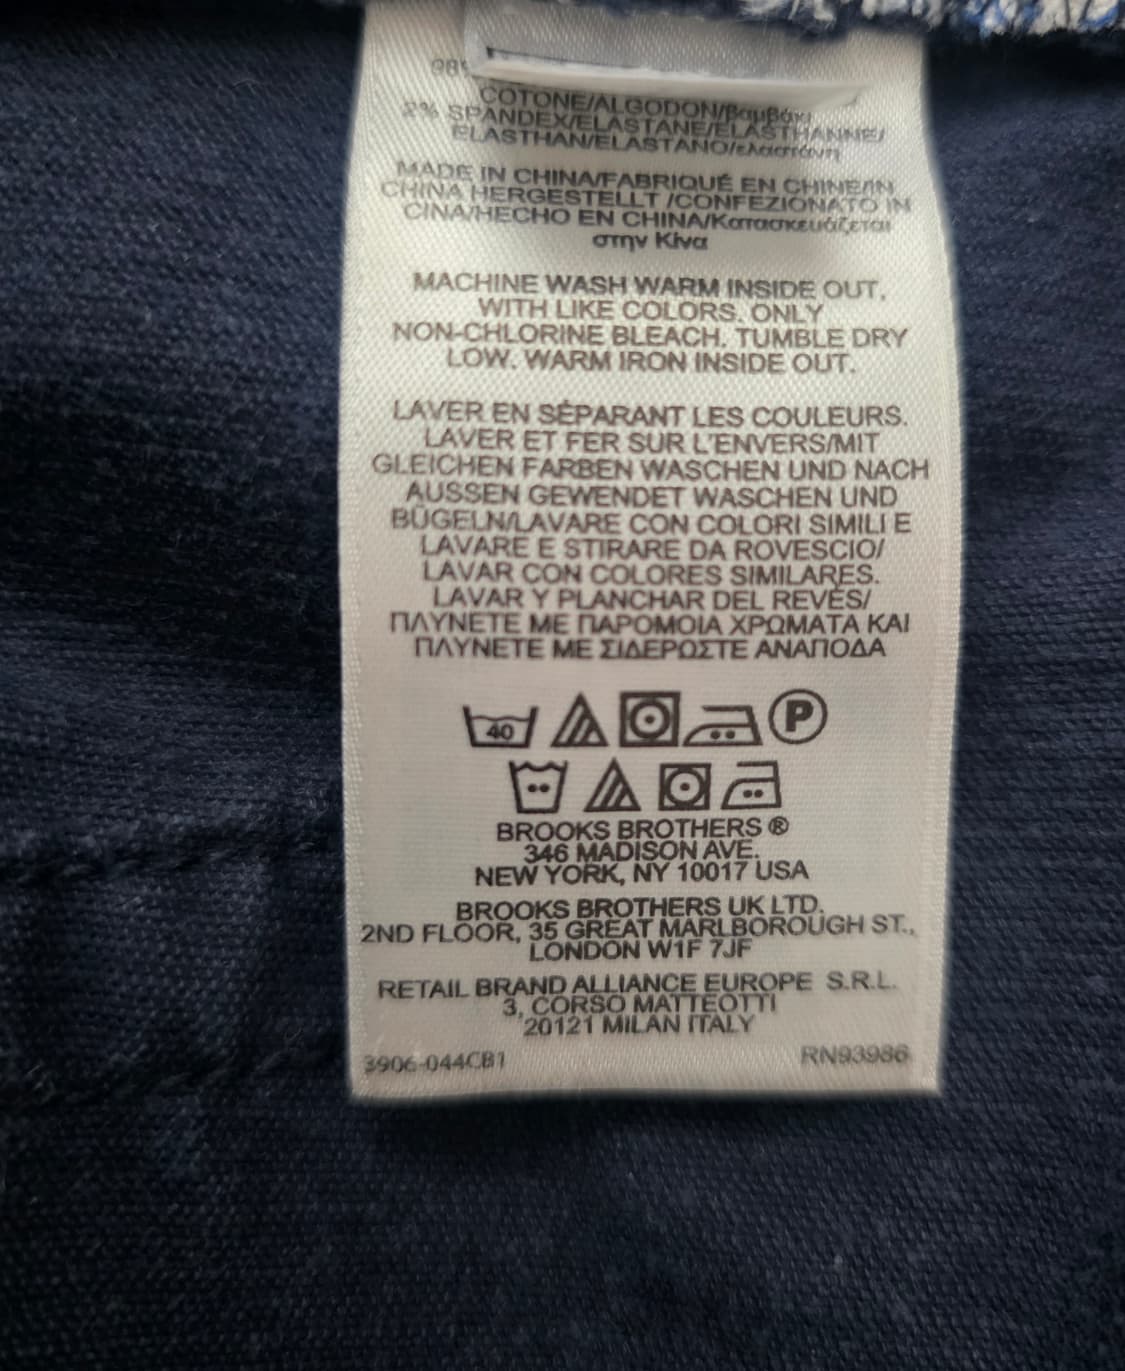 98%
COTONE/ALGODON/βαμβάκι
2% SPANDEX/ELASTANE/ELASTHANNE/
ELASTHAN/ELASTANO/ελαστάνη
MADE IN CHINA/FABRIQUÉ EN CHINE/IN
CHINA HERGESTELLT /CONFEZIONATO IN
CINA/HECHO EN CHINA/Κατασκευάζεται
στην Κίνα
MACHINE WASH WARM INSIDE OUT,
WITH LIKE COLORS. ONLY
NON-CHLORINE BLEACH. TUMBLE DRY
LOW. WARM IRON INSIDE OUT.
LAVER EN SÉPARANT LES COULEURS.
LAVER ET FER SUR L'ENVERS/MIT
GLEICHEN FARBEN WASCHEN UND NACH
AUSSEN GEWENDET WASCHEN UND
BÜGELN/LAVARE CON COLORI SIMILI E
LAVARE E STIRARE DA ROVESCIO/
LAVAR CON COLORES SIMILARES.
LAVAR Y PLANCHAR DEL REVÉS/
ΠΛΥΝΕΤΕ ΜΕ ΠΑΡΟΜΟΙΑ ΧΡΩΜΑΤΑ ΚΑΙ
ΠΛΥΝΕΤΕ ΜΕ ΣΙΔΕΡΩΣΤΕ ΑΝΑΠΟΔΑ
40 P
BROOKS BROTHERS ®
346 MADISON AVE.
NEW YORK, NY 10017 USA
BROOKS BROTHERS UK LTD.
2ND FLOOR, 35 GREAT MARLBOROUGH ST.,
LONDON W1F 7JF
RETAIL BRAND ALLIANCE EUROPE S.R.L.
3, CORSO MATTEOTTI
20121 MILAN ITALY
3906-044CB1 RN93986